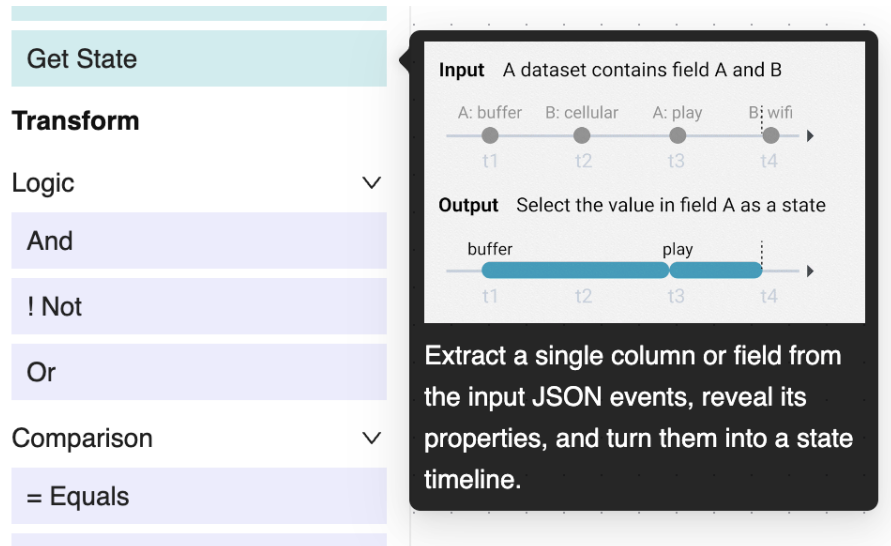 Get State
Transform
Logic
And
! Not
Or
Comparison
= Equals
Input A dataset contains field A and B
A: buffer B: cellular A: play B: wifi
t1 t2 t3 t4
Output Select the value in field A as a state
buffer play
t1 t2 t3 t4
Extract a single column or field from
the input JSON events, reveal its
properties, and turn them into a state
timeline.